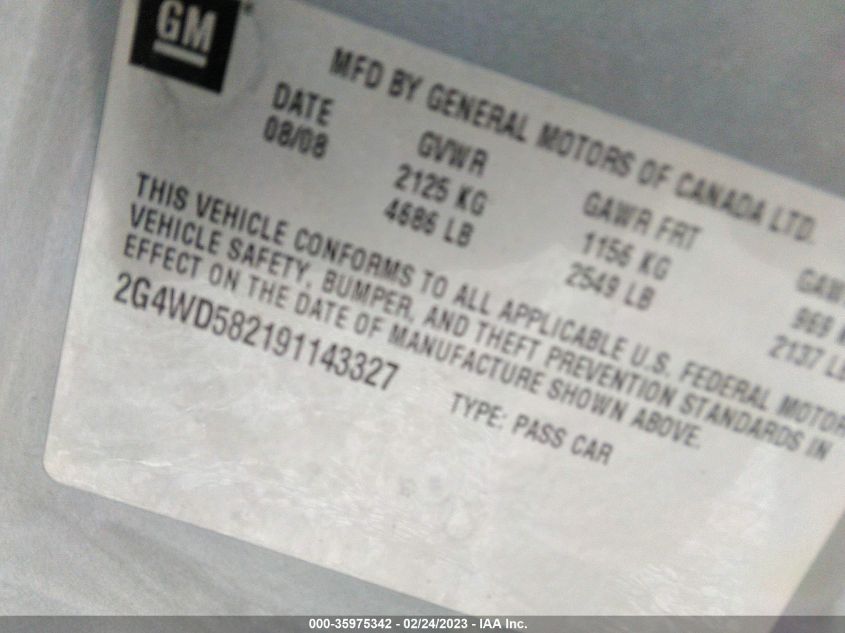 GM
MFD BY GENERAL MOTORS OF CANADA LTD.
DATE GVWR GAWR FRT
08/08 2125 KG 1156 KG 969
4686 LB 2549 LB 2137 LB
THIS VEHICLE CONFORMS TO ALL APPLICABLE U.S. FEDERAL MOTOR
VEHICLE SAFETY, BUMPER, AND THEFT PREVENTION STANDARDS IN
EFFECT ON THE DATE OF MANUFACTURE SHOWN ABOVE.
2G4WD582191143327 TYPE: PASS CAR
000-35975342 - 02/24/2023 - IAA Inc.